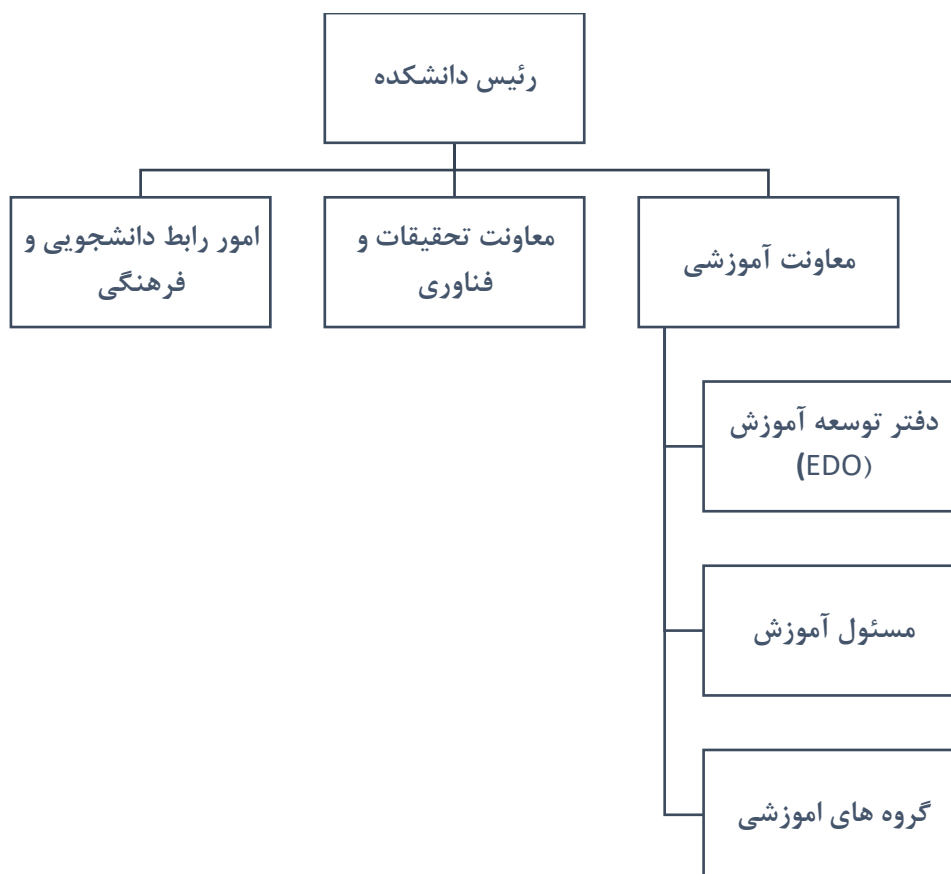 رئیس دانشکده
معاونت آموزشی
معاونت تحقیقات و
فناوری
امور رابط دانشجویی و
فرهنگی
دفتر توسعه آموزش
(EDO)
مسئول آموزش
گروه های اموزشی